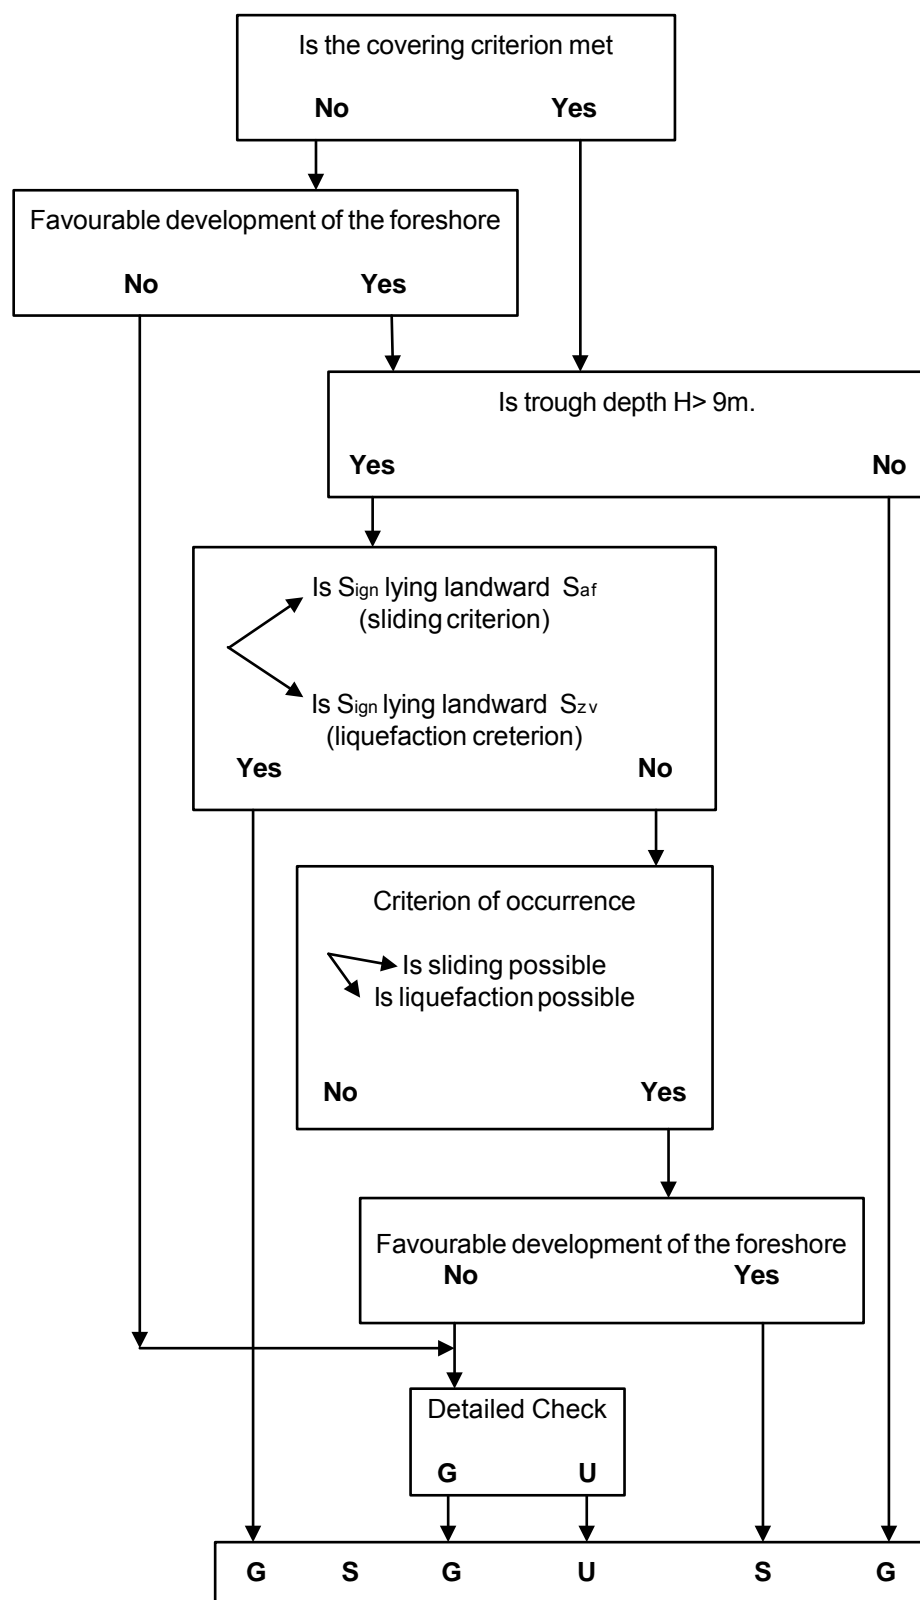 Is the covering criterion met
No Yes
Favourable development of the foreshore
No Yes
Is trough depth H> 9m.
Yes No
Is Sign lying landward Saf
(sliding criterion)
Is Sign lying landward Szv
(liquefaction creterion)
Yes No
Criterion of occurrence
Is sliding possible
Is liquefaction possible
No Yes
Favourable development of the foreshore
No Yes
Detailed Check
G U
G S G U S G